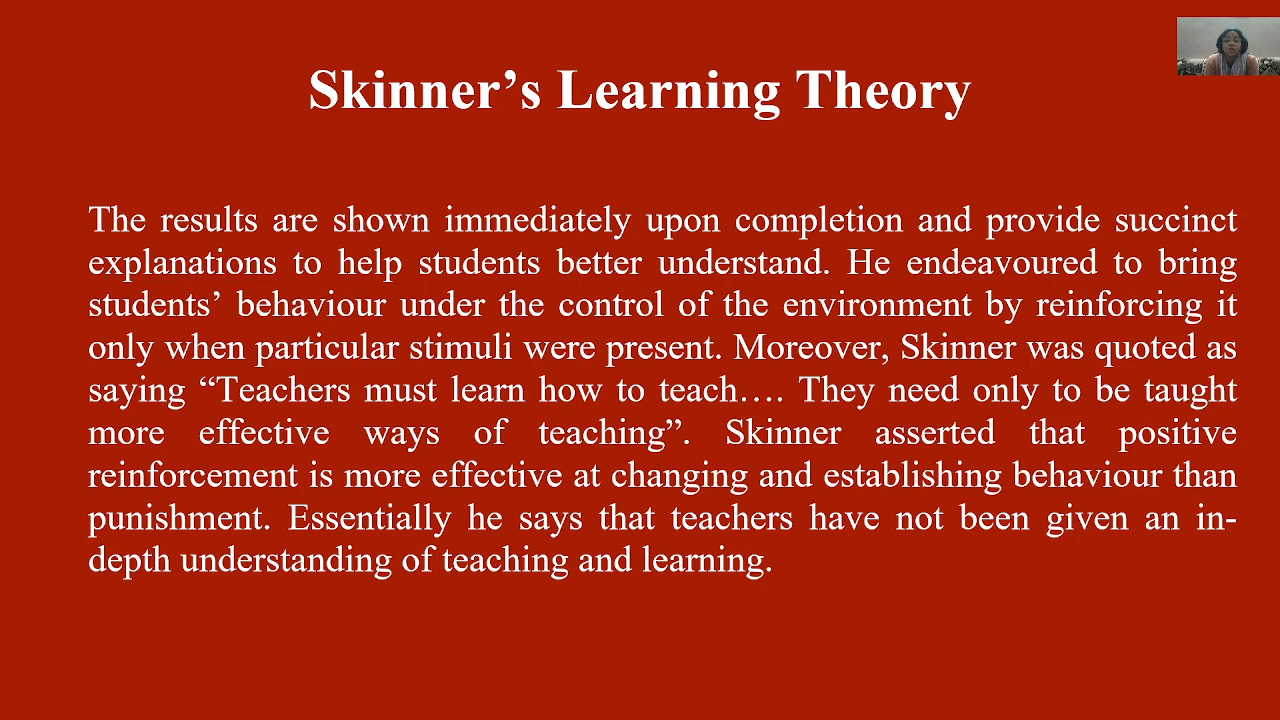 Skinner’s Learning Theory
The results are shown immediately upon completion and provide succinct
explanations to help students better understand. He endeavoured to bring
students’ behaviour under the control of the environment by reinforcing it
only when particular stimuli were present. Moreover, Skinner was quoted as
saying “Teachers must learn how to teach…. They need only to be taught
more effective ways of teaching”. Skinner asserted that positive
reinforcement is more effective at changing and establishing behaviour than
punishment. Essentially he says that teachers have not been given an in-
depth understanding of teaching and learning.